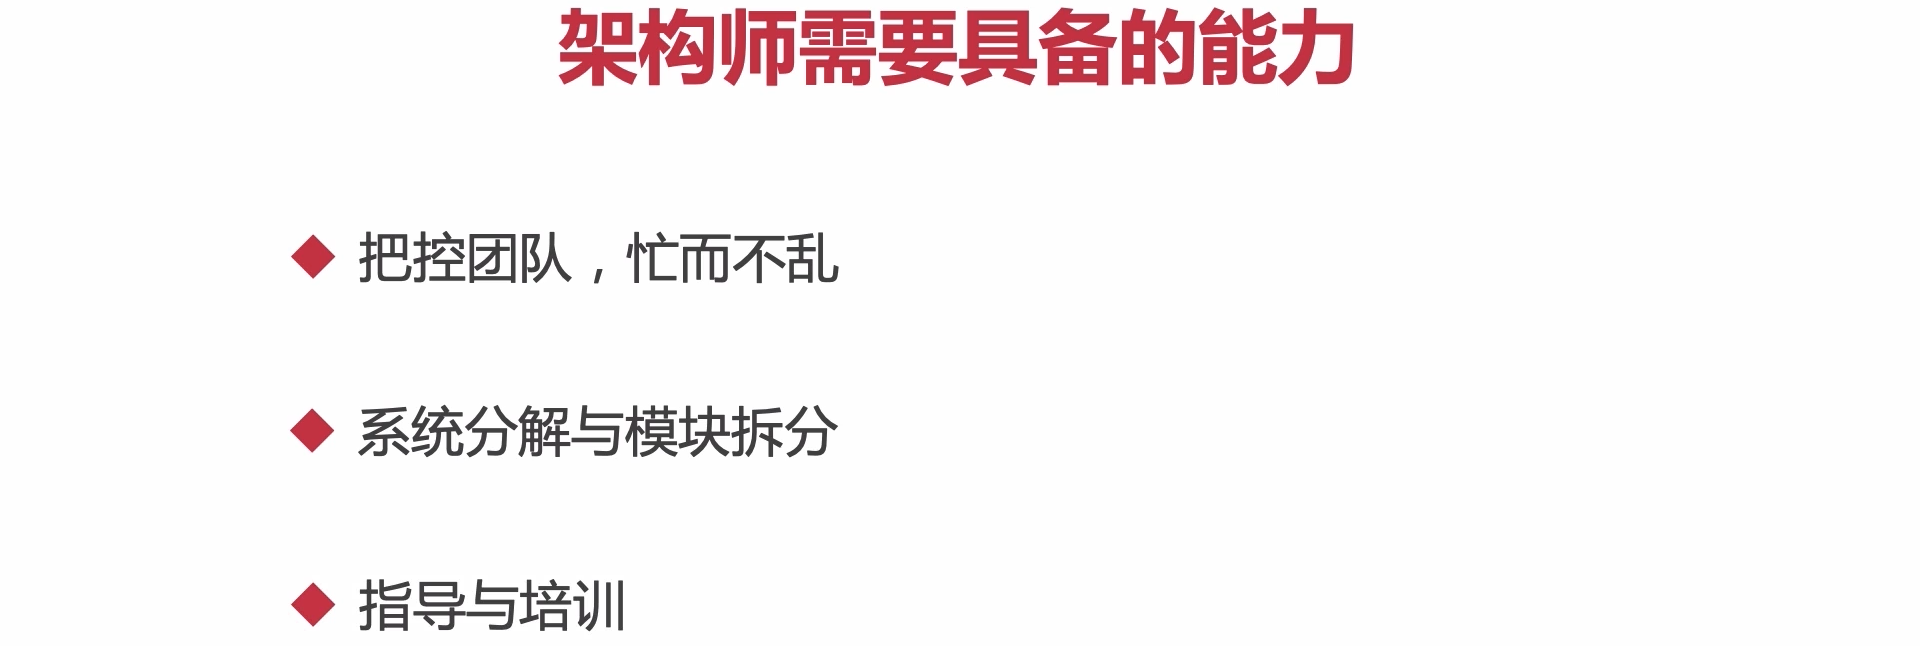 架构师需要具备的能力
把控团队，忙而不乱
系统分解与模块拆分
指导与培训